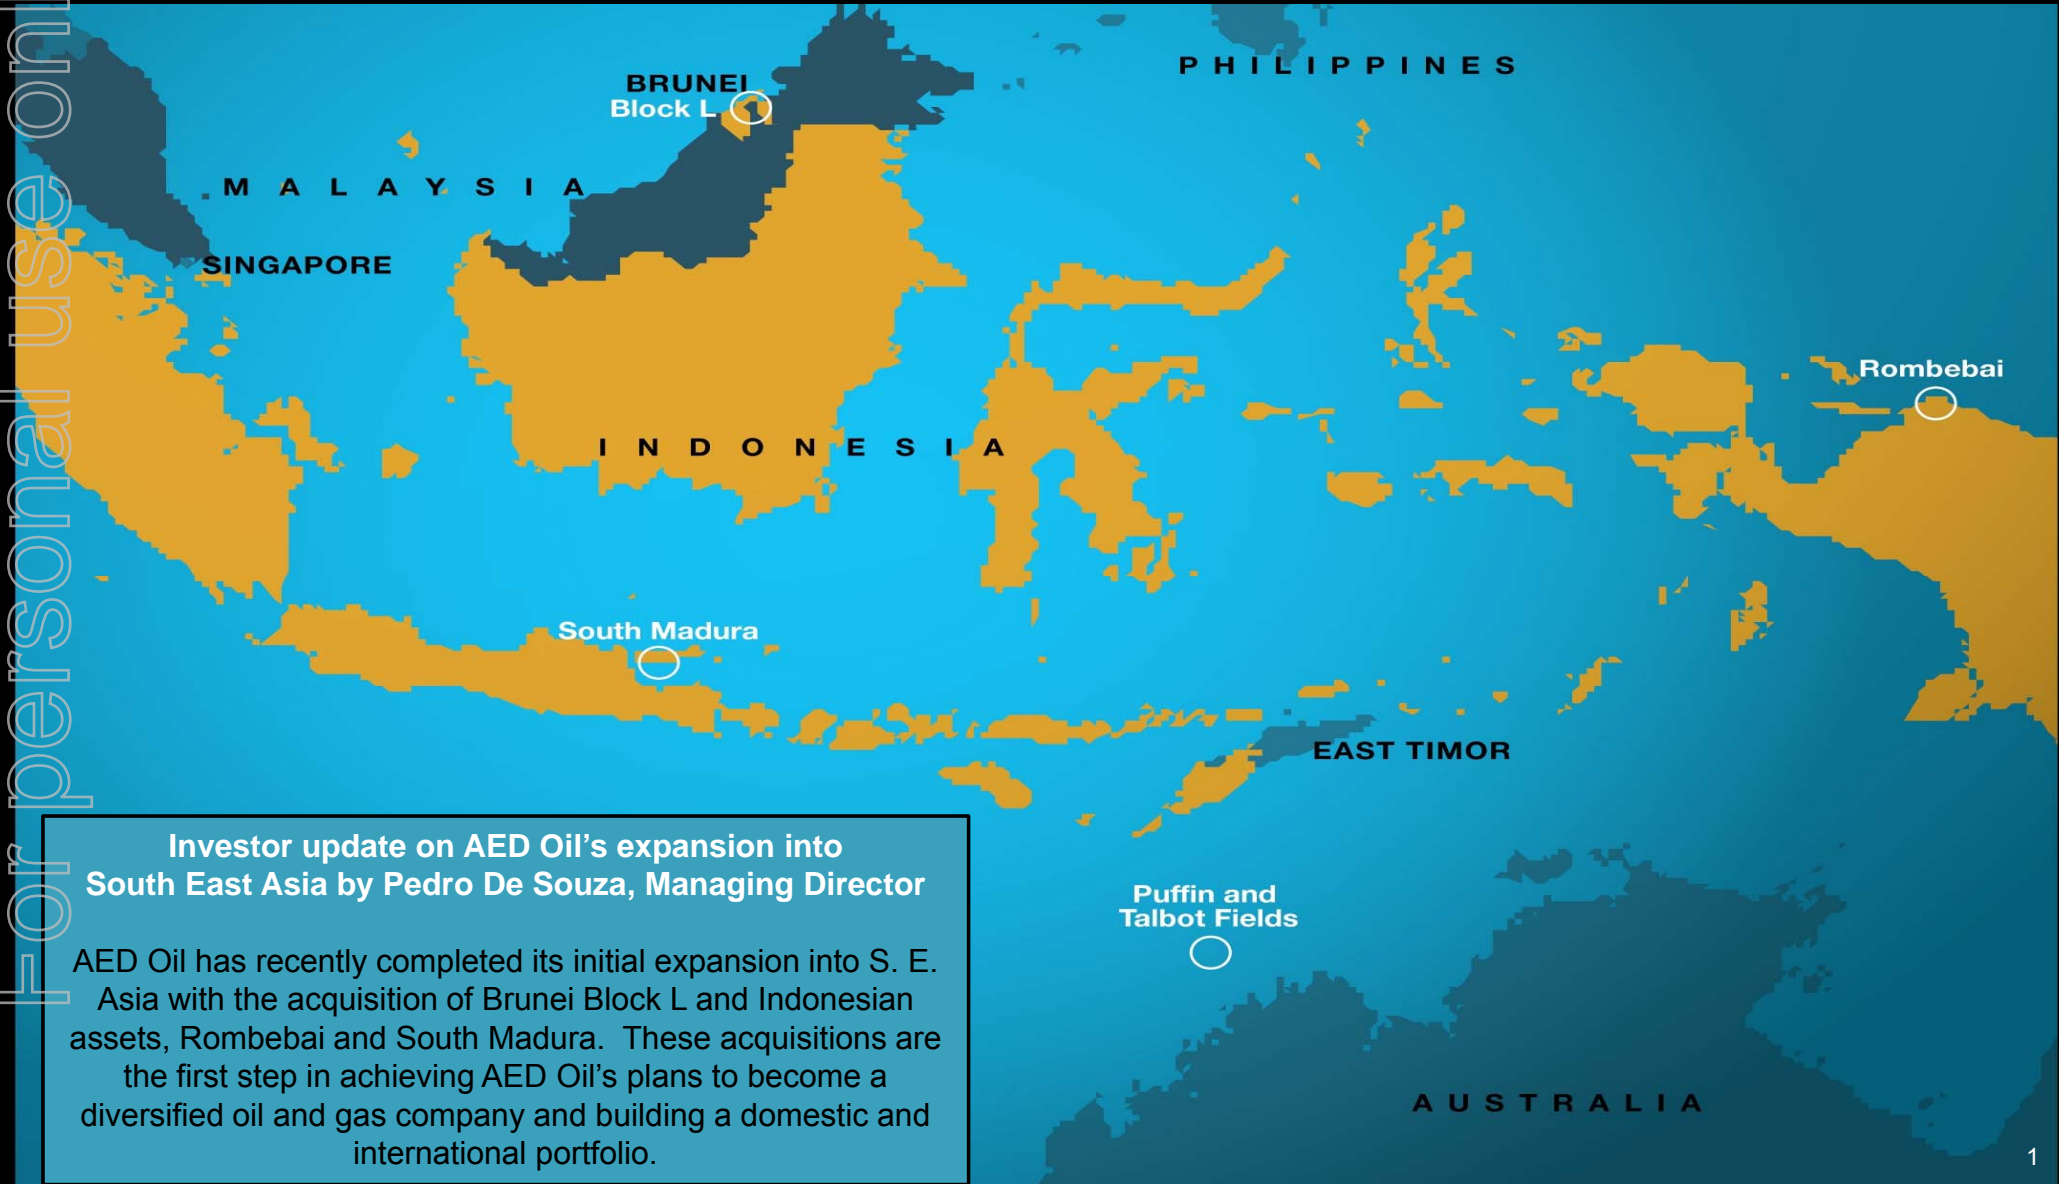 For personal use only
PHILIPPINES
BRUNEI
Block L
MALAYSIA
SINGAPORE
Rombebai
INDONESIA
South Madura
EAST TIMOR
Investor update on AED Oil’s expansion into
South East Asia by Pedro De Souza, Managing Director
AED Oil has recently completed its initial expansion into S. E.
Asia with the acquisition of Brunei Block L and Indonesian
assets, Rombebai and South Madura.  These acquisitions are
the first step in achieving AED Oil’s plans to become a
diversified oil and gas company and building a domestic and
international portfolio.
Puffin and
Talbot Fields
AUSTRALIA
1